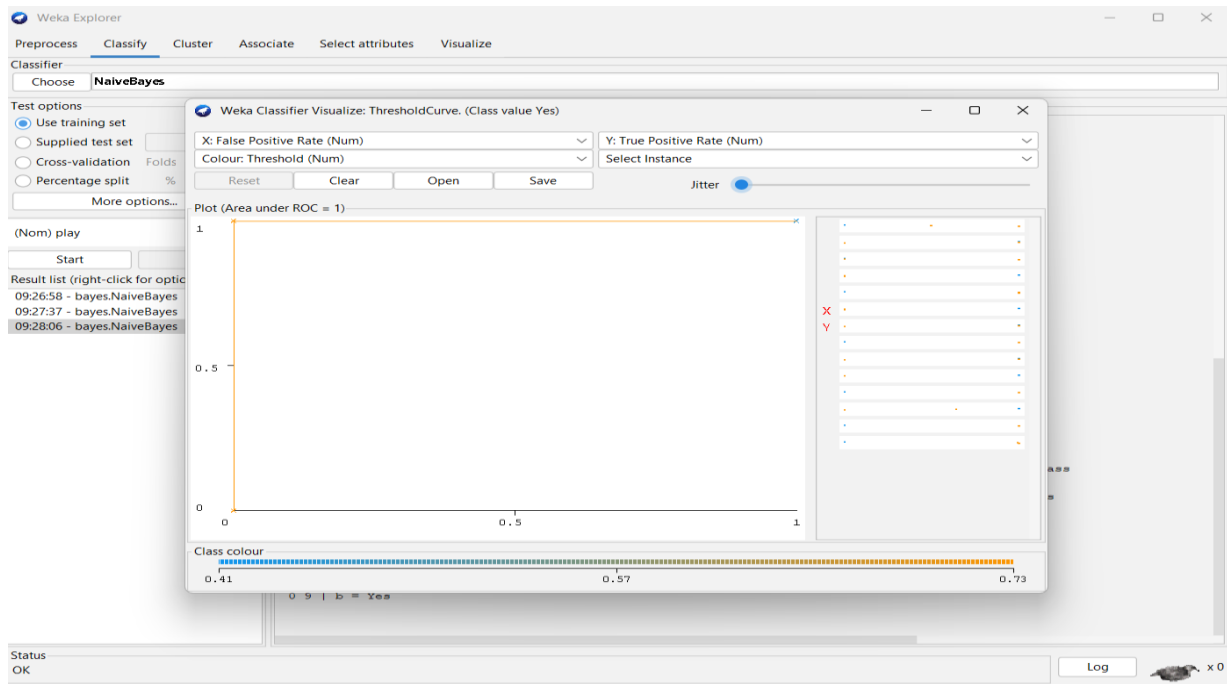 Weka Explorer
Preprocess Classify Cluster Associate Select attributes Visualize
Classifier
Choose NaiveBayes
Test options
Use training set
Supplied test set
Cross-validation Folds
Percentage split %
More options...
(Nom) play
Start
Result list (right-click for optic
09:26:58 - bayes.NaiveBayes
09:27:37 - bayes.NaiveBayes
09:28:06 - bayes.NaiveBayes
Weka Classifier Visualize: ThresholdCurve. (Class value Yes)
X: False Positive Rate (Num) Y: True Positive Rate (Num)
Colour: Threshold (Num) Select Instance
Reset Clear Open Save Jitter
Plot (Area under ROC = 1)
1
0.5
0
0 0.5 1
X
Y
Class colour
0.41 0.57 0.73
ass
s
0 9 | b = Yes
Status
OK
Log x 0